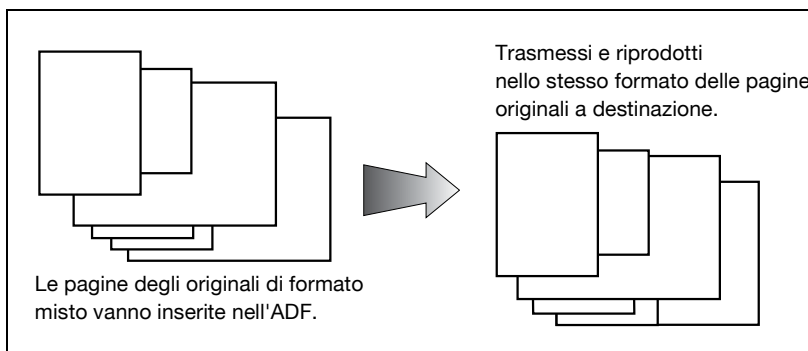 Trasmessi e riprodotti
nello stesso formato delle pagine
originali a destinazione.
Le pagine degli originali di formato
misto vanno inserite nell'ADF.